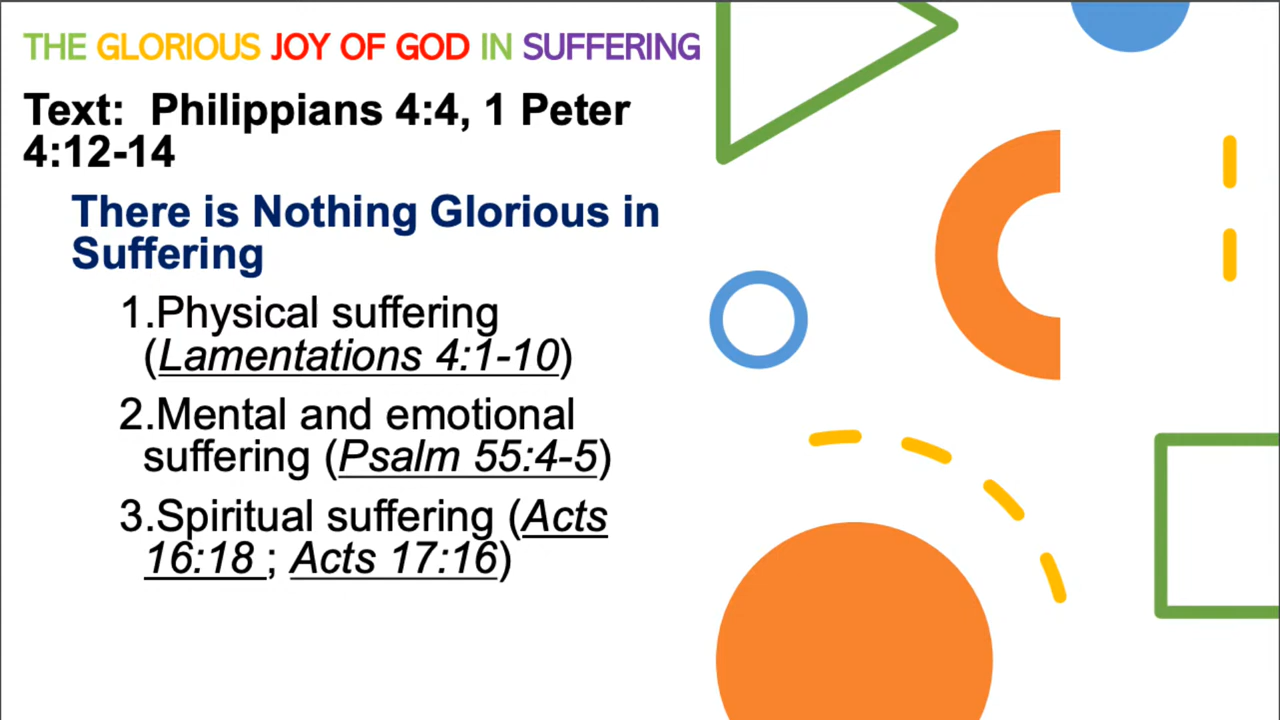 THE GLORIOUS JOY OF GOD IN SUFFERING
Text:  Philippians 4:4, 1 Peter
4:12-14
There is Nothing Glorious in
Suffering
1.Physical suffering
(Lamentations 4:1-10)
2.Mental and emotional
suffering (Psalm 55:4-5)
3.Spiritual suffering (Acts
16:18 ; Acts 17:16)